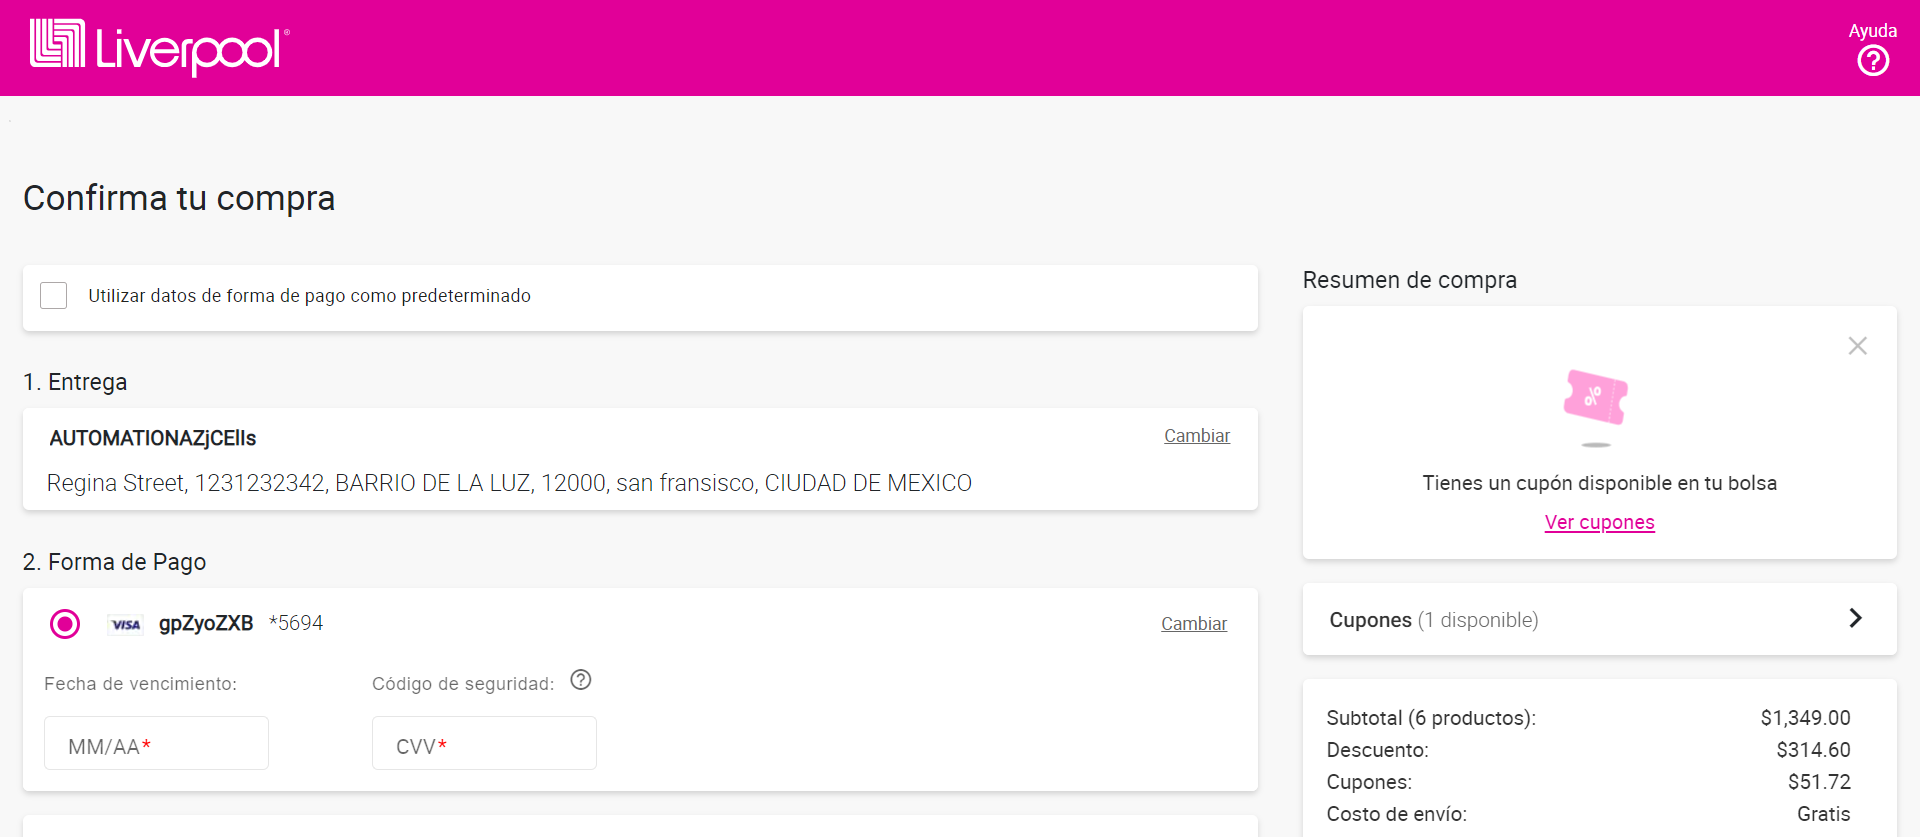 Liverpool®
Ayuda
Confirma tu compra
Utilizar datos de forma de pago como predeterminado
1. Entrega
AUTOMATIONAZjCEllS
Cambiar
Regina Street, 1231232342, BARRIO DE LA LUZ, 12000, san fransisco, CIUDAD DE MEXICO
2. Forma de Pago
VISA gpZyoZXB *5694
Cambiar
Fecha de vencimiento:
Código de seguridad:
MM/AA*
CVV*
Resumen de compra
%
Tienes un cupón disponible en tu bolsa
Ver cupones
Cupones (1 disponible)
Subtotal (6 productos): $1,349.00
Descuento: $314.60
Cupones: $51.72
Costo de envío: Gratis